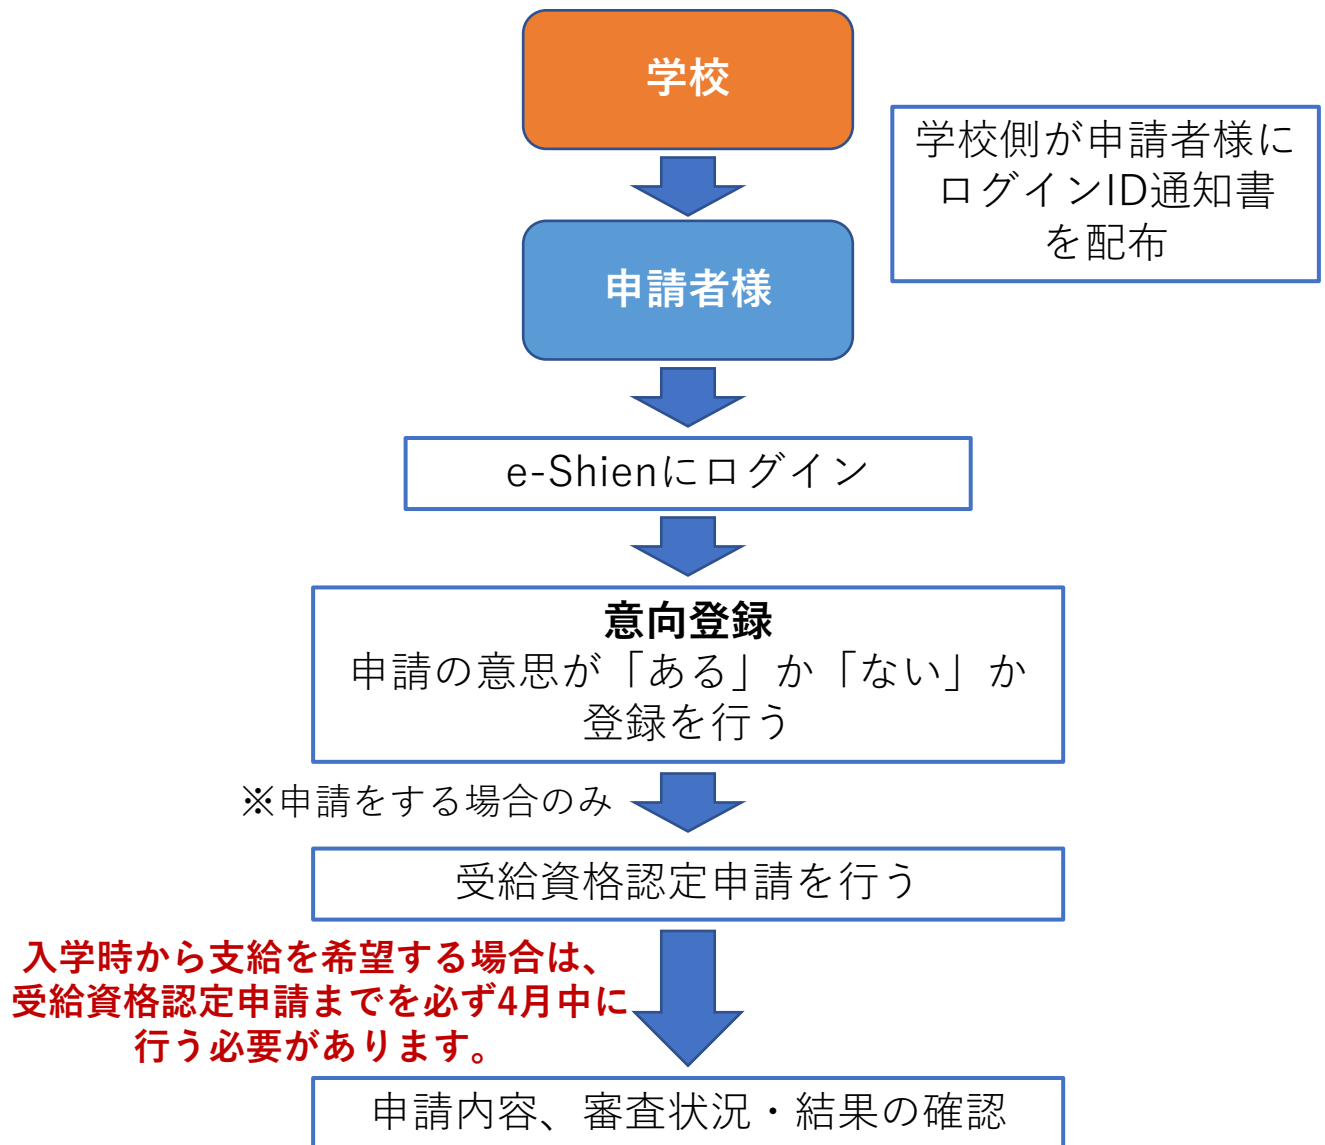 学校
学校側が申請者様に
ログインID通知書
を配布
申請者様
e-Shienにログイン
意向登録
申請の意思が「ある」か「ない」か
登録を行う
※申請をする場合のみ
受給資格認定申請を行う
入学時から支給を希望する場合は、
受給資格認定申請までを必ず4月中に
行う必要があります。
申請内容、審査状況・結果の確認